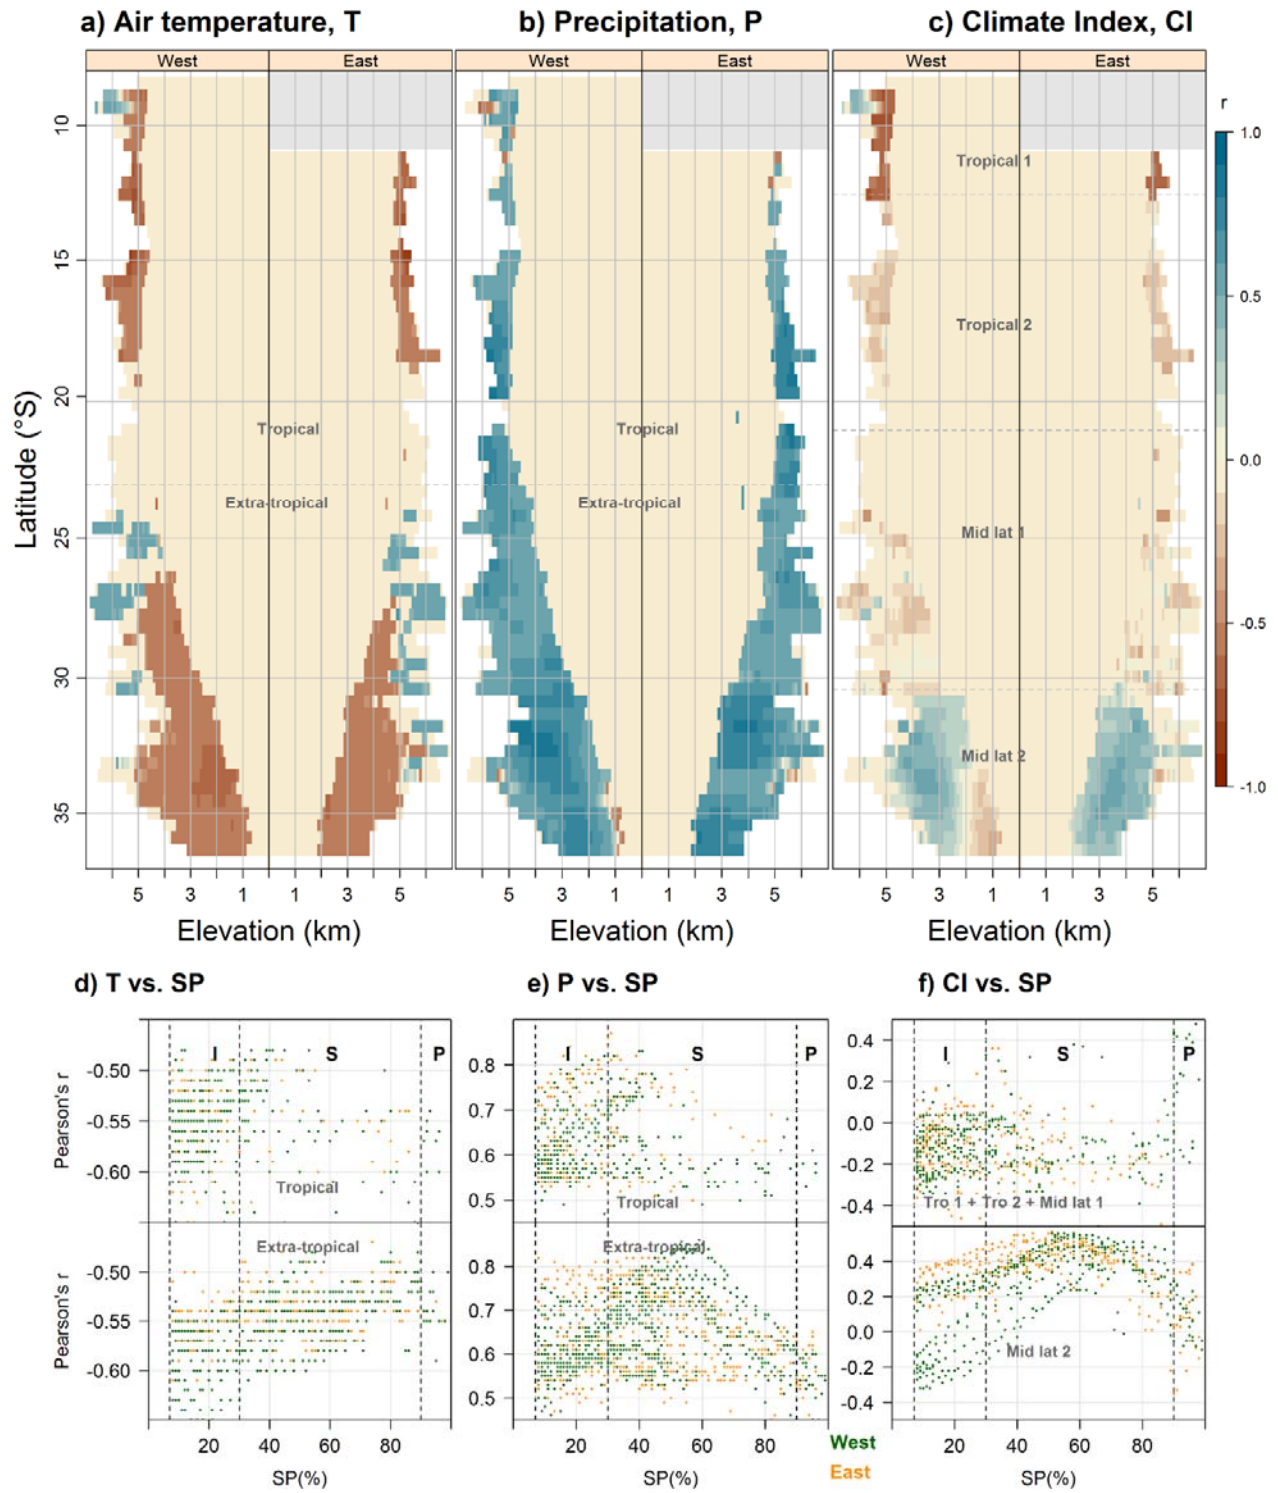 a) Air temperature, T
b) Precipitation, P
c) Climate Index, CI
West East West East West East
r
10 Tropical 1 1.0
15 0.5
Tropical 2
20
Tropical Tropical 0.0
Extra-tropical Extra-tropical
Mid lat 1
25
-0.5
30
Mid lat 2
-1.0
35
Latitude (°S)
5 3 1 1 3 5 5 3 1 1 3 5 5 3 1 1 3 5
Elevation (km) Elevation (km) Elevation (km)
d) T vs. SP
e) P vs. SP
f) CI vs. SP
I S P
-0.50
-0.55
-0.60
Pearson's r
Tropical
Extra-tropical
-0.50
-0.55
-0.60
Pearson's r
20 40 60 80
SP(%)
I S P
0.8
0.7
0.6
0.5
Tropical
Extra-tropical
0.8
0.7
0.6
0.5
20 40 60 80
SP(%)
I S P
0.4
0.2
0.0
-0.2
-0.4
Tro 1 + Tro 2 + Mid lat 1
0.4
0.2
0.0
-0.2
-0.4
Mid lat 2
20 40 60 80
SP(%)
West
East